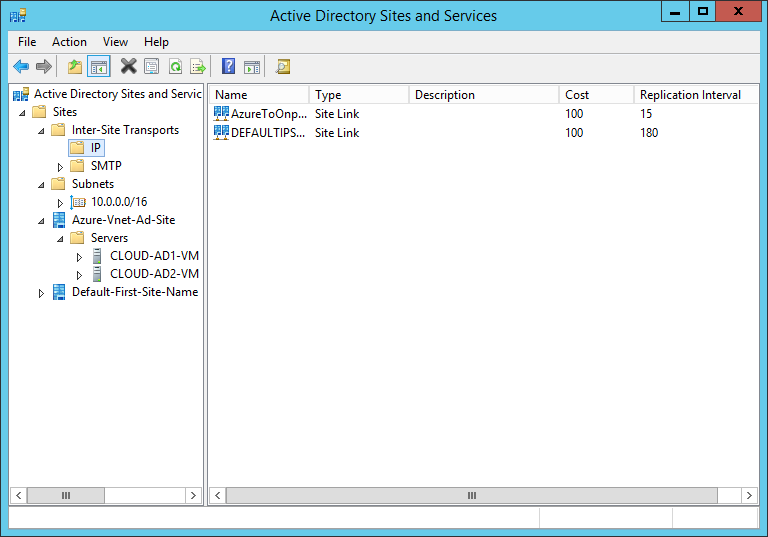 Active Directory Sites and Services
File Action View Help
Active Directory Sites and Servic
Sites
Inter-Site Transports
IP
SMTP
Subnets
10.0.0.0/16
Azure-Vnet-Ad-Site
Servers
CLOUD-AD1-VM
CLOUD-AD2-VM
Default-First-Site-Name
Name Type Description Cost Replication Interval
AzureToOnp... Site Link 100 15
DEFAULTIPS... Site Link 100 180